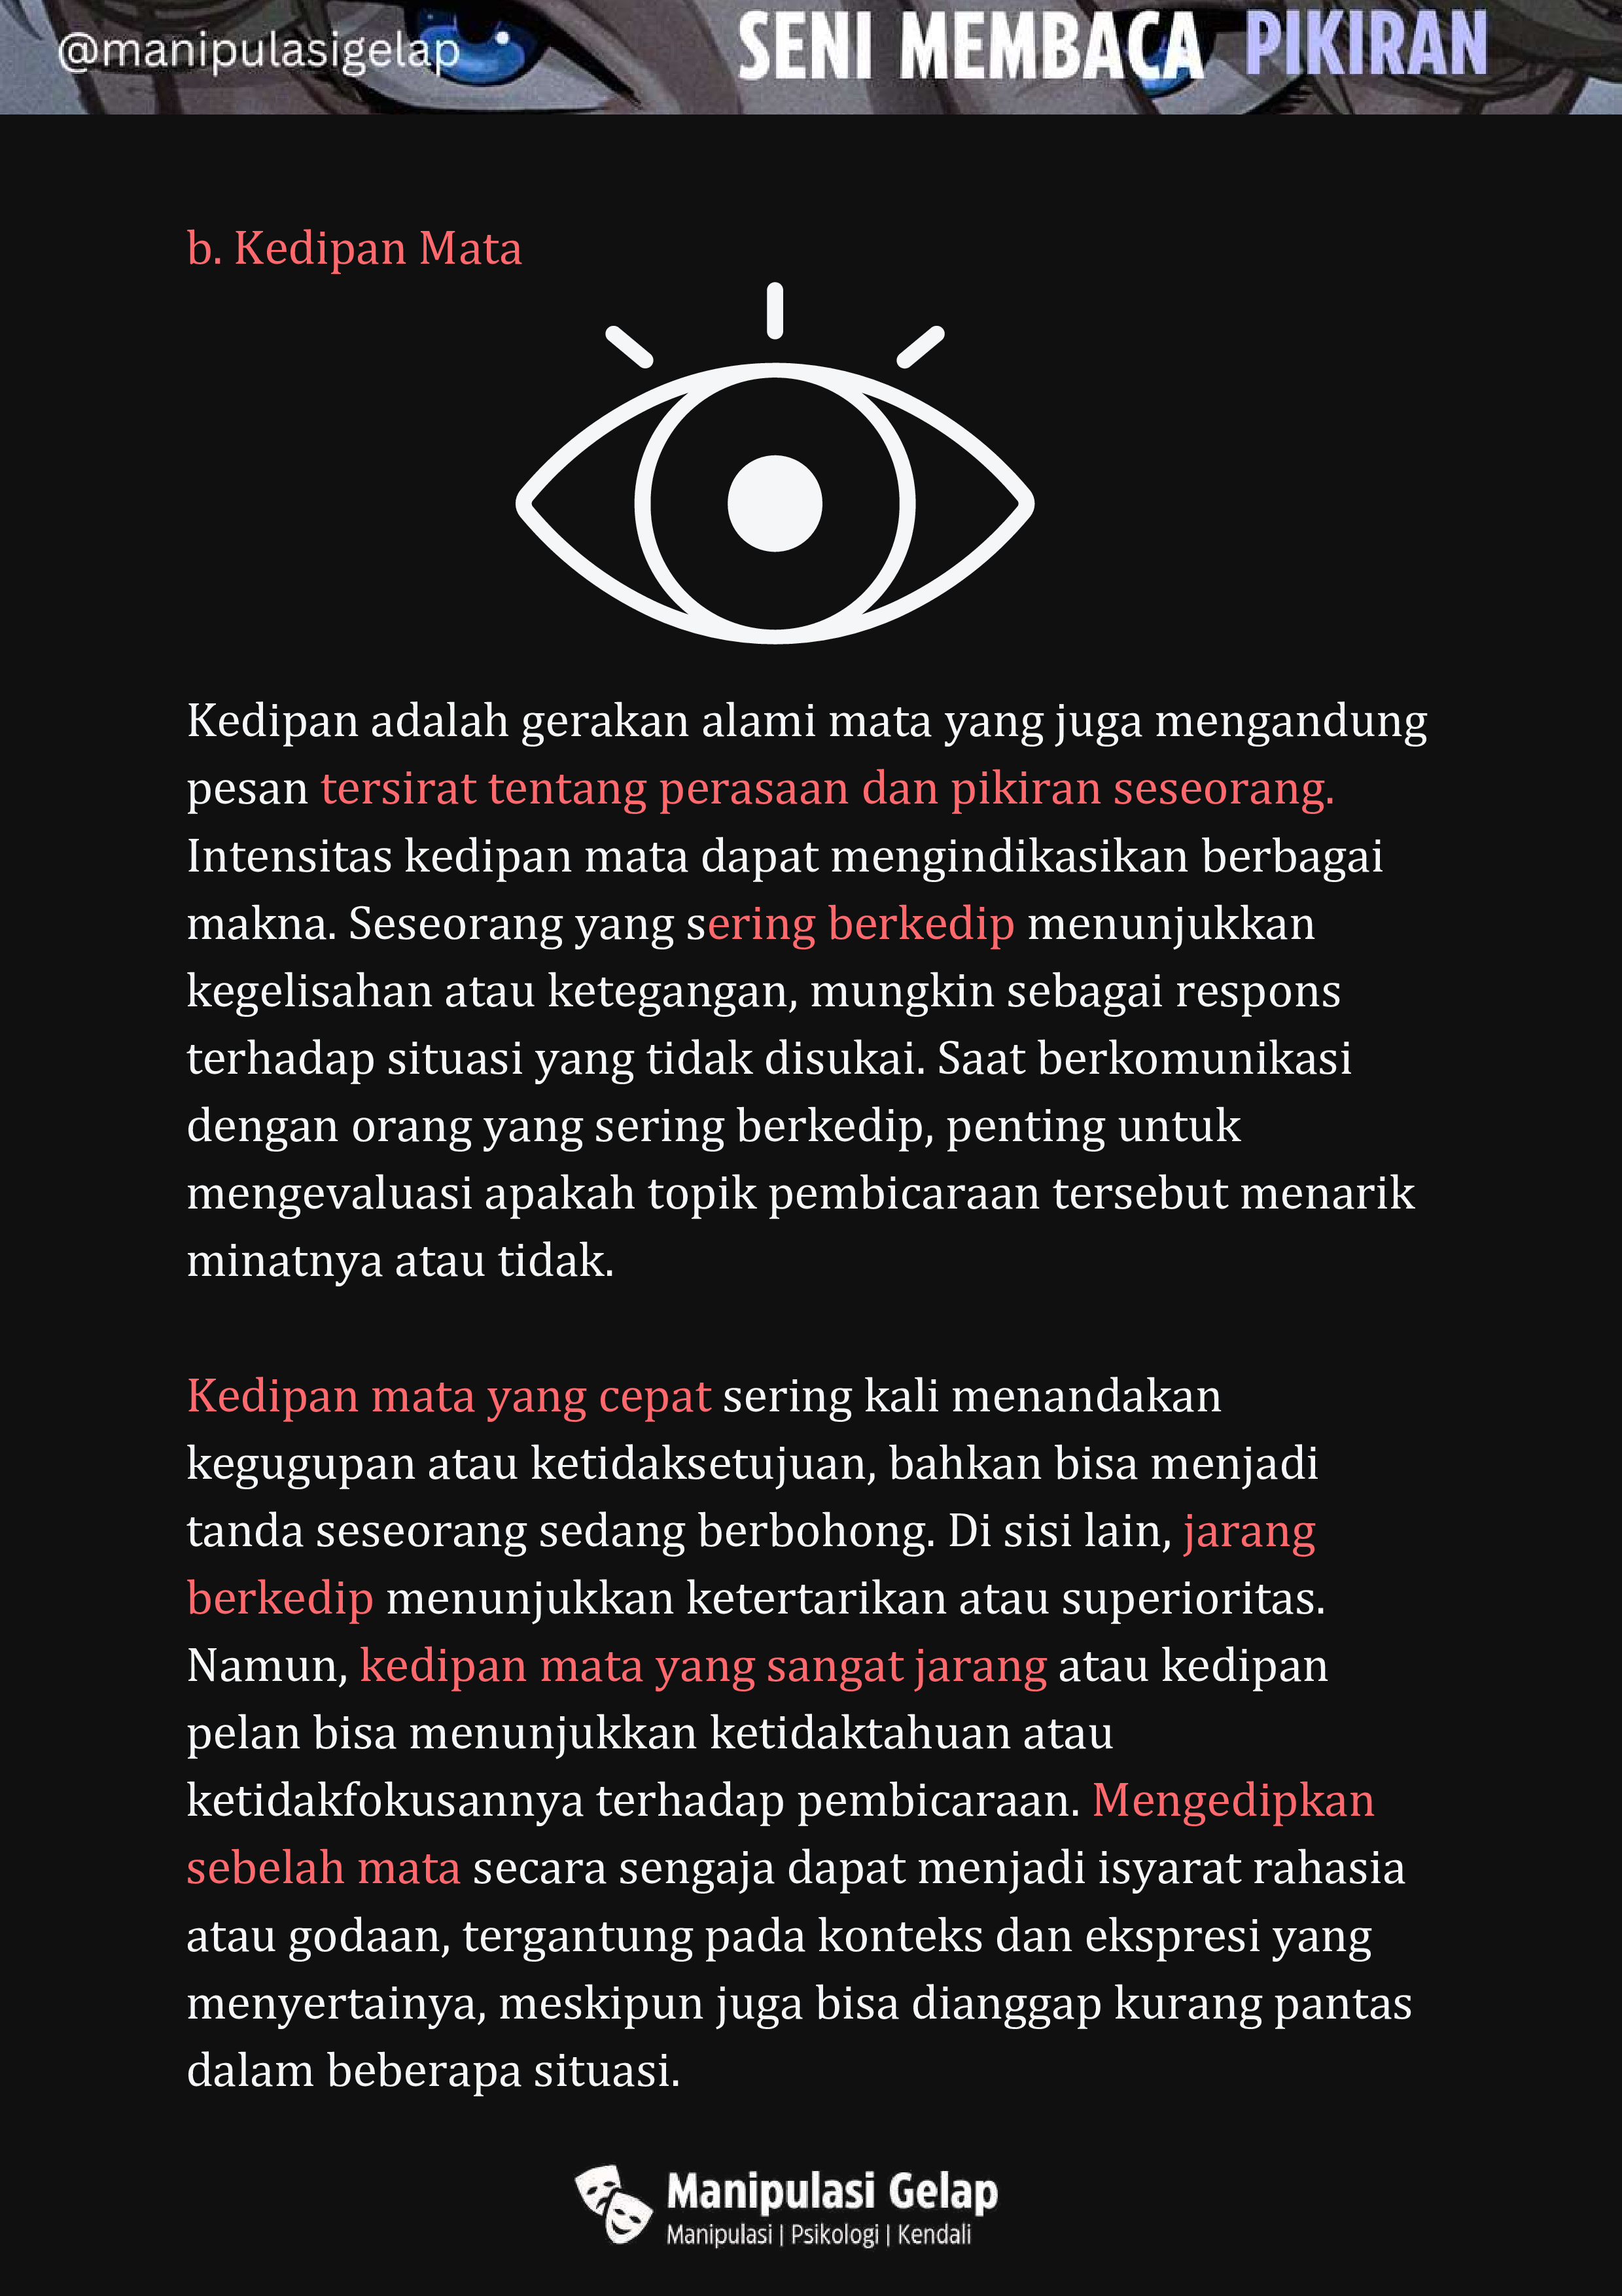 @manipulasigelap
SENI MEMBACA PIKIRAN
b. Kedipan Mata
Kedipan adalah gerakan alami mata yang juga mengandung
pesan tersirat tentang perasaan dan pikiran seseorang.
Intensitas kedipan mata dapat mengindikasikan berbagai
makna. Seseorang yang sering berkedip menunjukkan
kegelisahan atau ketegangan, mungkin sebagai respons
terhadap situasi yang tidak disukai. Saat berkomunikasi
dengan orang yang sering berkedip, penting untuk
mengevaluasi apakah topik pembicaraan tersebut menarik
minatnya atau tidak.
Kedipan mata yang cepat sering kali menandakan
kegugupan atau ketidaksetujuan, bahkan bisa menjadi
tanda seseorang sedang berbohong. Di sisi lain, jarang
berkedip menunjukkan ketertarikan atau superioritas.
Namun, kedipan mata yang sangat jarang atau kedipan
pelan bisa menunjukkan ketidaktahuan atau
ketidakfokusannya terhadap pembicaraan. Mengedipkan
sebelah mata secara sengaja dapat menjadi isyarat rahasia
atau godaan, tergantung pada konteks dan ekspresi yang
menyertainya, meskipun juga bisa dianggap kurang pantas
dalam beberapa situasi.
Manipulasi Gelap
Manipulasi | Psikologi | Kendali